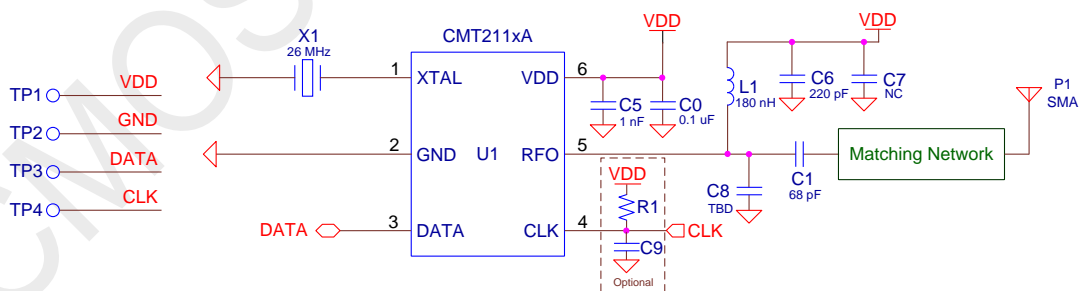 CMOS
CMT211xA
X1
26 MHz
TP1
VDD
TP2
GND
TP3
DATA
TP4
CLK
1
XTAL
2
GND
DATA
3
DATA
U1
VDD
6
RFO
5
CLK
4
VDD
C5
1 nF
C0
0.1 uF
VDD
R1
C9
Optional
CLK
VDD
L1
180 nH
C6
220 pF
C7
NC
C8
TBD
C1
68 pF
Matching Network
P1
SMA